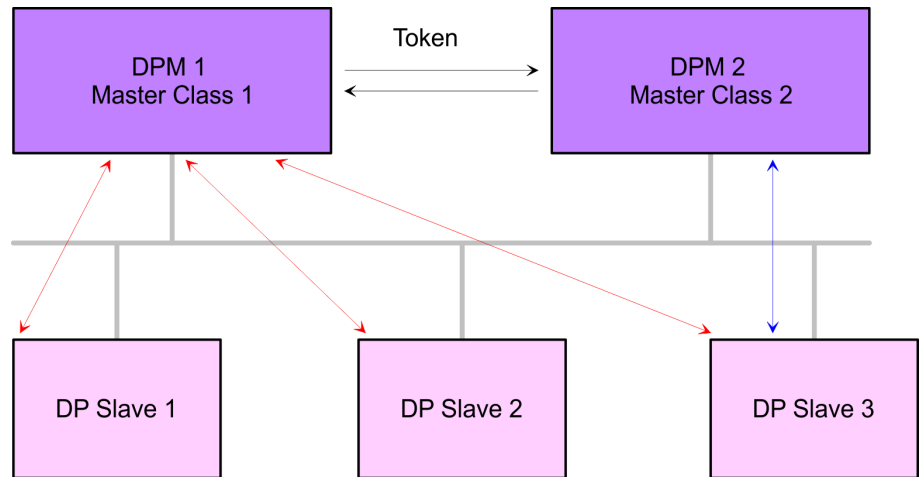 Token
DPM 1
Master Class 1
DPM 2
Master Class 2
DP Slave 1
DP Slave 2
DP Slave 3